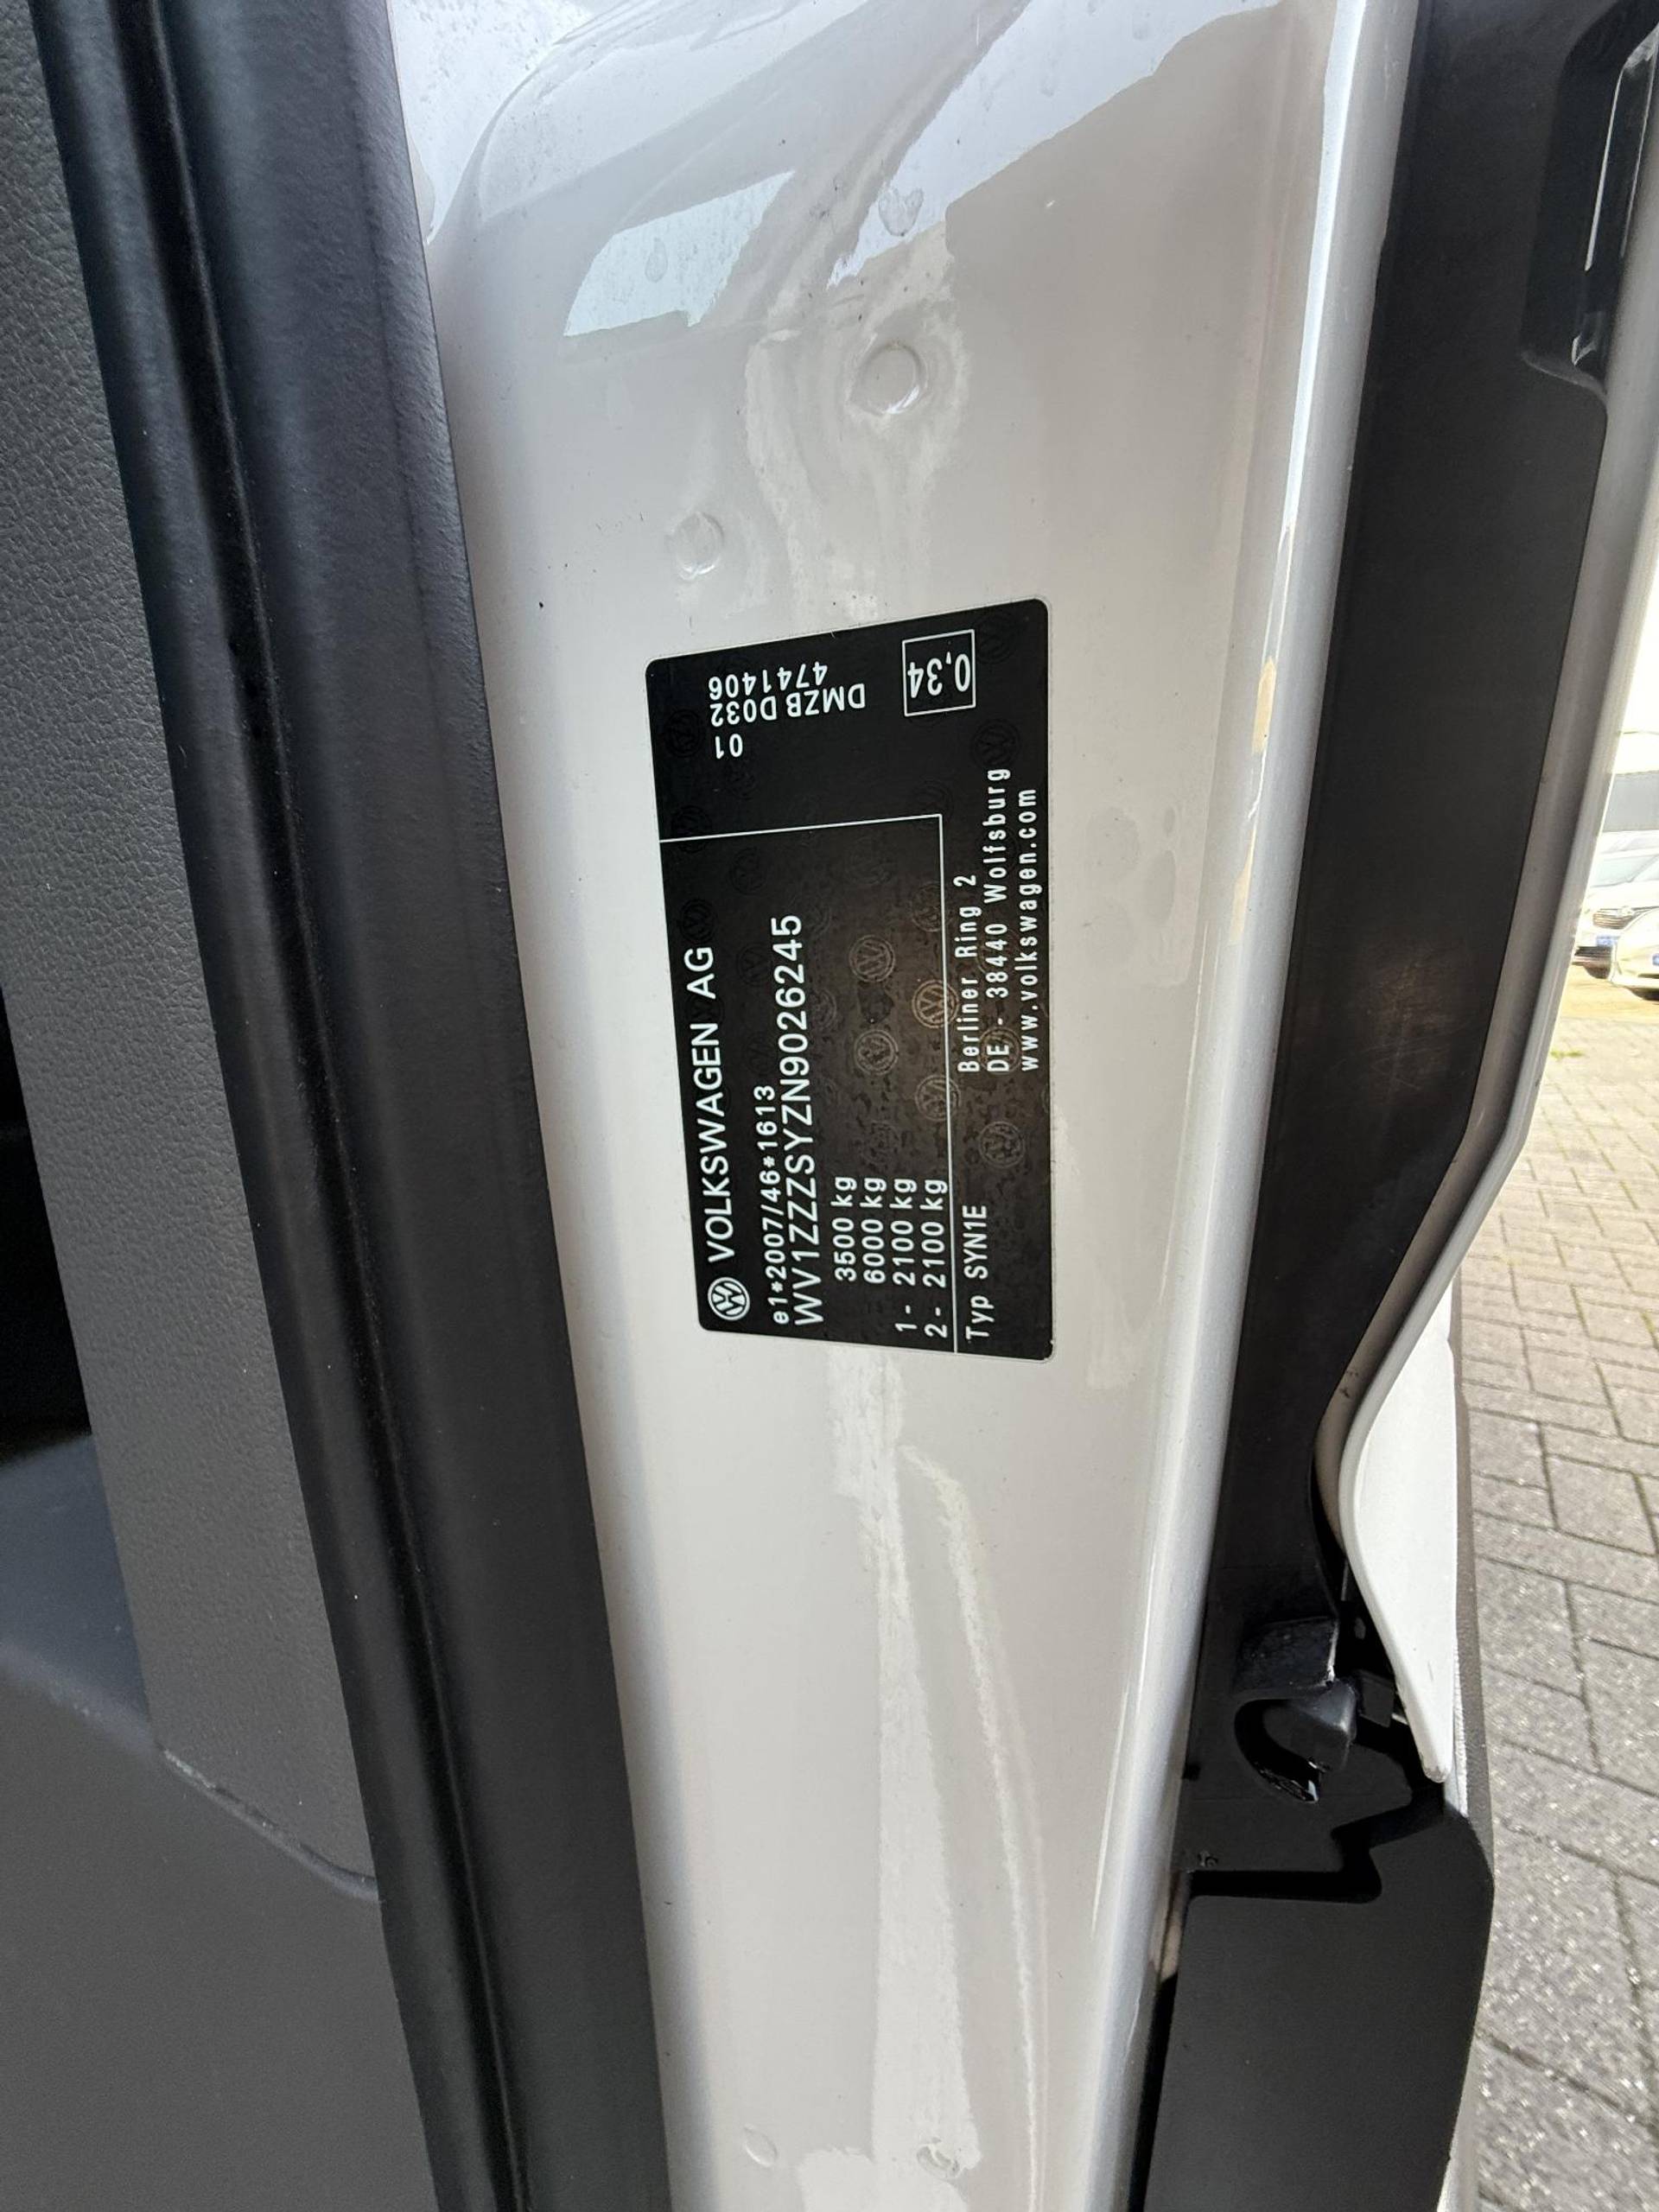 VOLKSWAGEN AG
e1*2007/46*1613
WV1ZZZSYZN9026245
3500 kg
6000 kg
1 - 2100 kg
2 - 2100 kg
Typ SYN1E
Berliner Ring 2
DE - 38440 Wolfsburg
www.volkswagen.com
01
DMZB D032
4741406
0,34